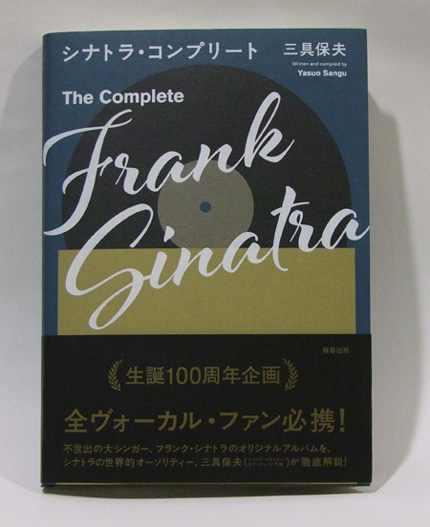 シナトラ・コンプリート
三具保夫
Written and compiled by
Yasuo Sangu
The Complete
Frank
Sinatra
駒草出版
生誕100周年企画
全ヴォーカル・ファン必携!
不世出の大シンガー、フランク・シナトラのオリジナルアルバムを、
シナトラの世界的オーソリティー、三具保夫 が徹底解説!